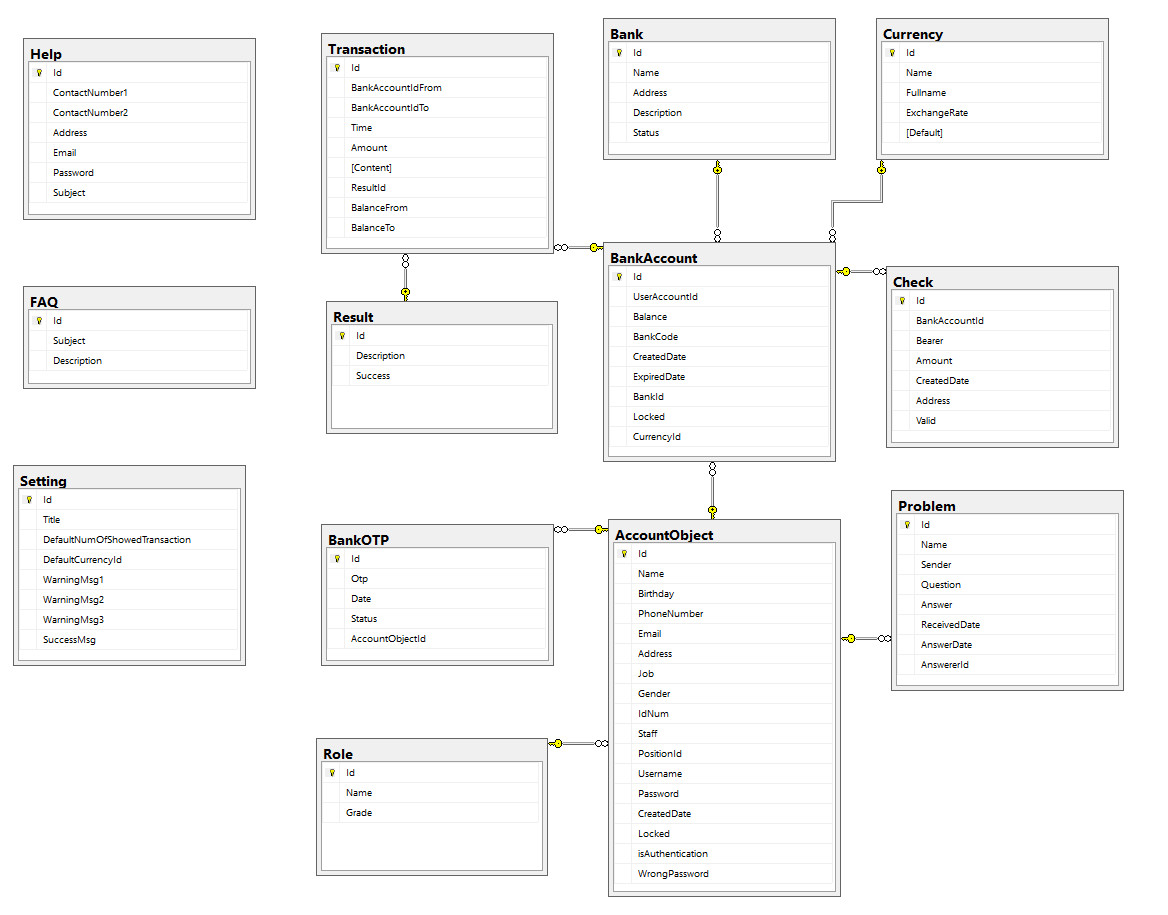 Help
Id
ContactNumber1
ContactNumber2
Address
Email
Password
Subject
FAQ
Id
Subject
Description
Setting
Id
Title
DefaultNumOfShowedTransaction
DefaultCurrencyId
WarningMsg1
WarningMsg2
WarningMsg3
SuccessMsg
Transaction
Id
BankAccountIdFrom
BankAccountIdTo
Time
Amount
[Content]
ResultId
BalanceFrom
BalanceTo
Result
Id
Description
Success
BankOTP
Id
Otp
Date
Status
AccountObjectId
Role
Id
Name
Grade
Bank
Id
Name
Address
Description
Status
BankAccount
Id
UserAccountId
Balance
BankCode
CreatedDate
ExpiredDate
BankId
Locked
CurrencyId
AccountObject
Id
Name
Birthday
PhoneNumber
Email
Address
Job
Gender
IdNum
Staff
PositionId
Username
Password
CreatedDate
Locked
isAuthentication
WrongPassword
Currency
Id
Name
Fullname
ExchangeRate
[Default]
Check
Id
BankAccountId
Bearer
Amount
CreatedDate
Address
Valid
Problem
Id
Name
Sender
Question
Answer
ReceivedDate
AnswerDate
AnswererId